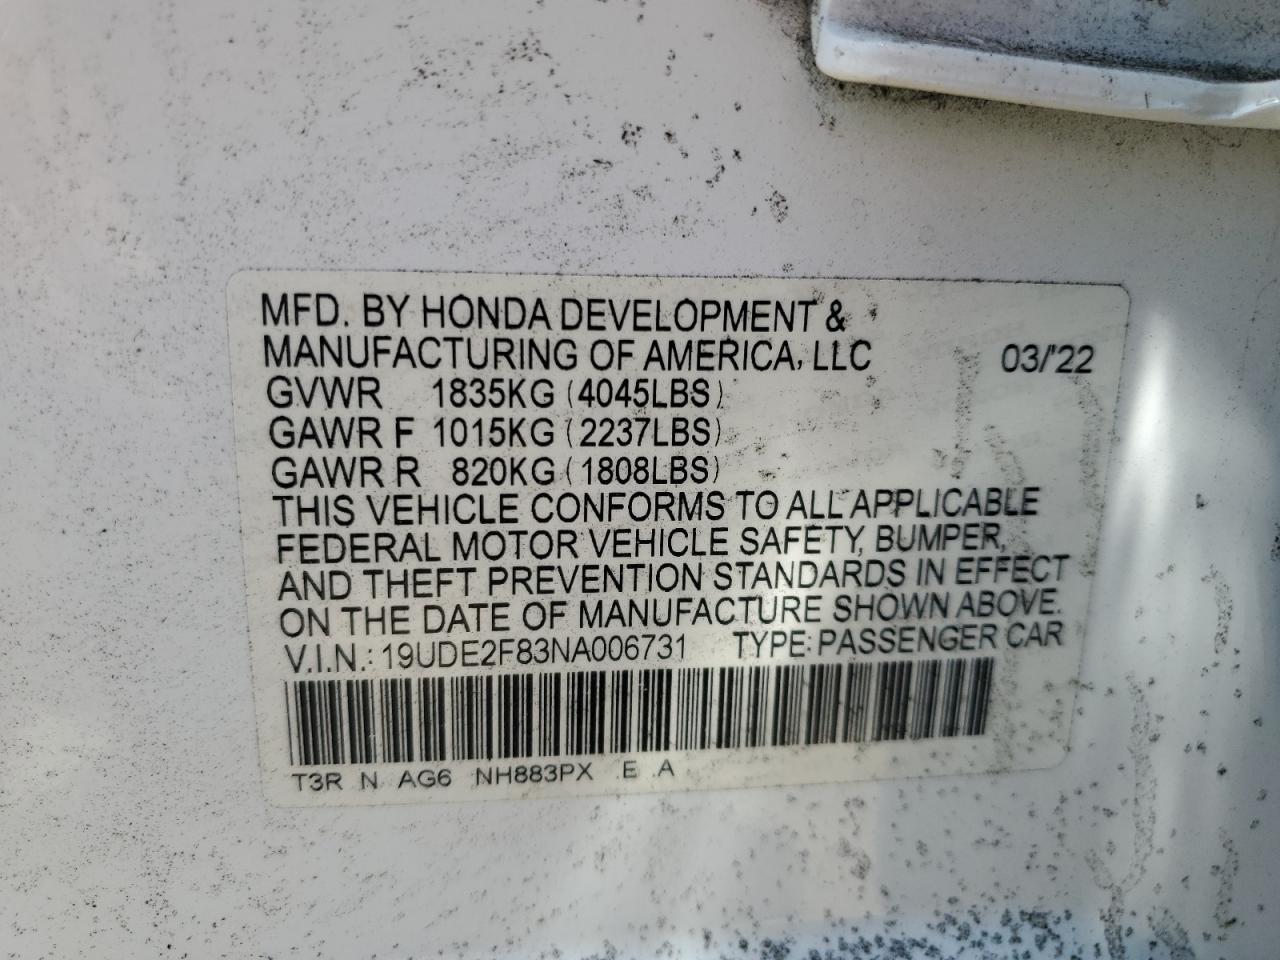 MFD. BY HONDA DEVELOPMENT &
MANUFACTURING OF AMERICA, LLC 03/'22
GVWR 1835KG (4045LBS)
GAWR F 1015KG (2237LBS)
GAWR R 820KG (1808LBS)
THIS VEHICLE CONFORMS TO ALL APPLICABLE
FEDERAL MOTOR VEHICLE SAFETY, BUMPER,
AND THEFT PREVENTION STANDARDS IN EFFECT
ON THE DATE OF MANUFACTURE SHOWN ABOVE.
V.I.N.: 19UDE2F83NA006731 TYPE: PASSENGER CAR
T3R N AG6 NH883PX E A